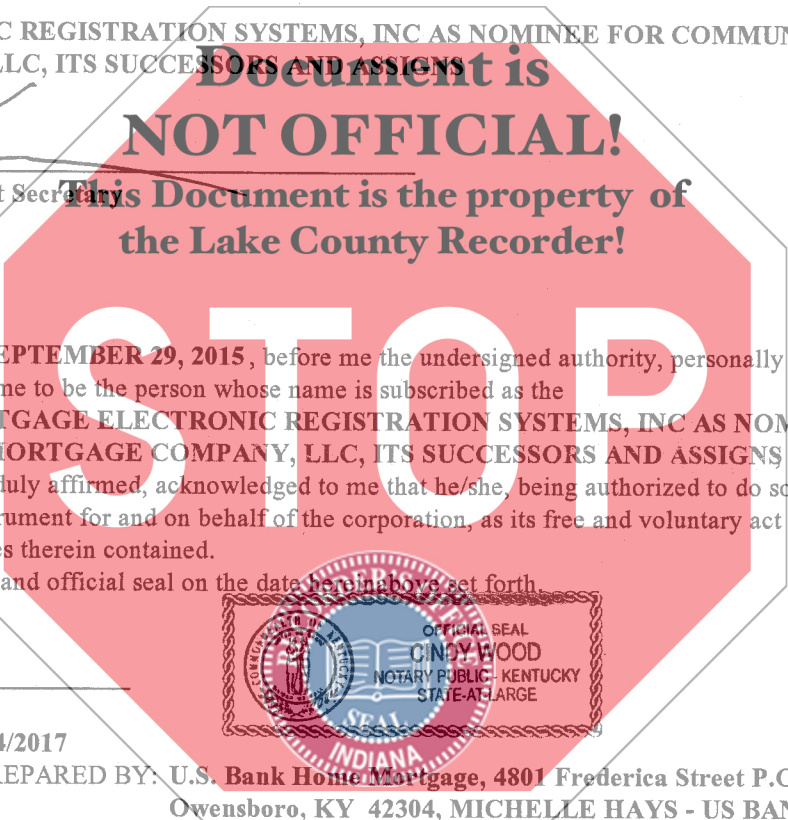 C REGISTRATION SYSTEMS, INC AS NOMINEE FOR COMMUN
LLC, ITS SUCCESSORS AND ASSIGNS
Document is
NOT OFFICIAL!
t Secretary
This Document is the property of
the Lake County Recorder!
STOP
EPTEMBER 29, 2015, before me the undersigned authority, personally
me to be the person whose name is subscribed as the
TGAGE ELECTRONIC REGISTRATION SYSTEMS, INC AS NOM
MORTGAGE COMPANY, LLC, ITS SUCCESSORS AND ASSIGNS
duly affirmed, acknowledged to me that he/she, being authorized to do so
rument for and on behalf of the corporation, as its free and voluntary act
s therein contained.
and official seal on the date hereinabove set forth.
RECORDER'S OFFICE
SEAL
INDIANA
COMMONWEALTH OF KENTUCKY
OFFICIAL SEAL
CINDY WOOD
NOTARY PUBLIC - KENTUCKY
STATE-AT-LARGE
4/2017
EPARED BY: U.S. Bank Home Mortgage, 4801 Frederica Street P.O
Owensboro, KY 42304, MICHELLE HAYS - US BAN